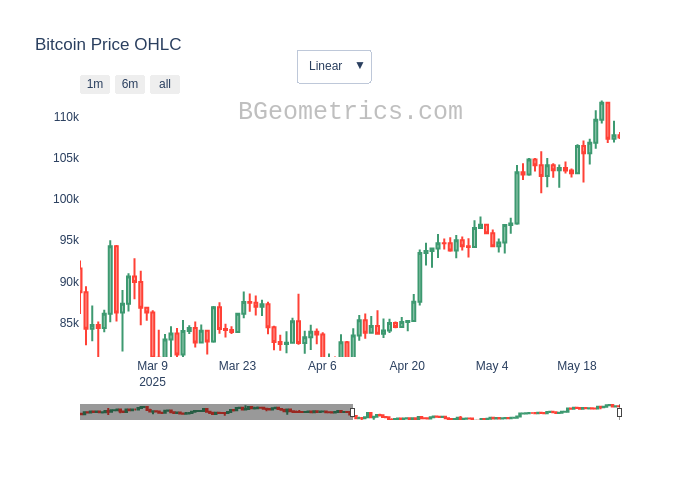 Bitcoin Price OHLC
Linear ▼
1m 6m all
BGeometrics.com
110k
105k
100k
95k
90k
85k
Mar 9 Mar 23 Apr 6 Apr 20 May 4 May 18
2025